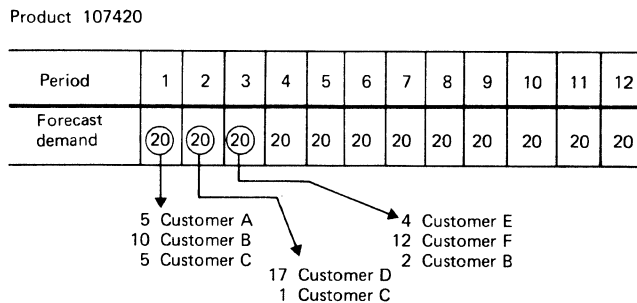 Product 107420
Period 1 2 3 4 5 6 7 8 9 10 11 12
Forecast
demand 20 20 20 20 20 20 20 20 20 20 20 20
5 Customer A
10 Customer B
5 Customer C
17 Customer D
1 Customer C
4 Customer E
12 Customer F
2 Customer B